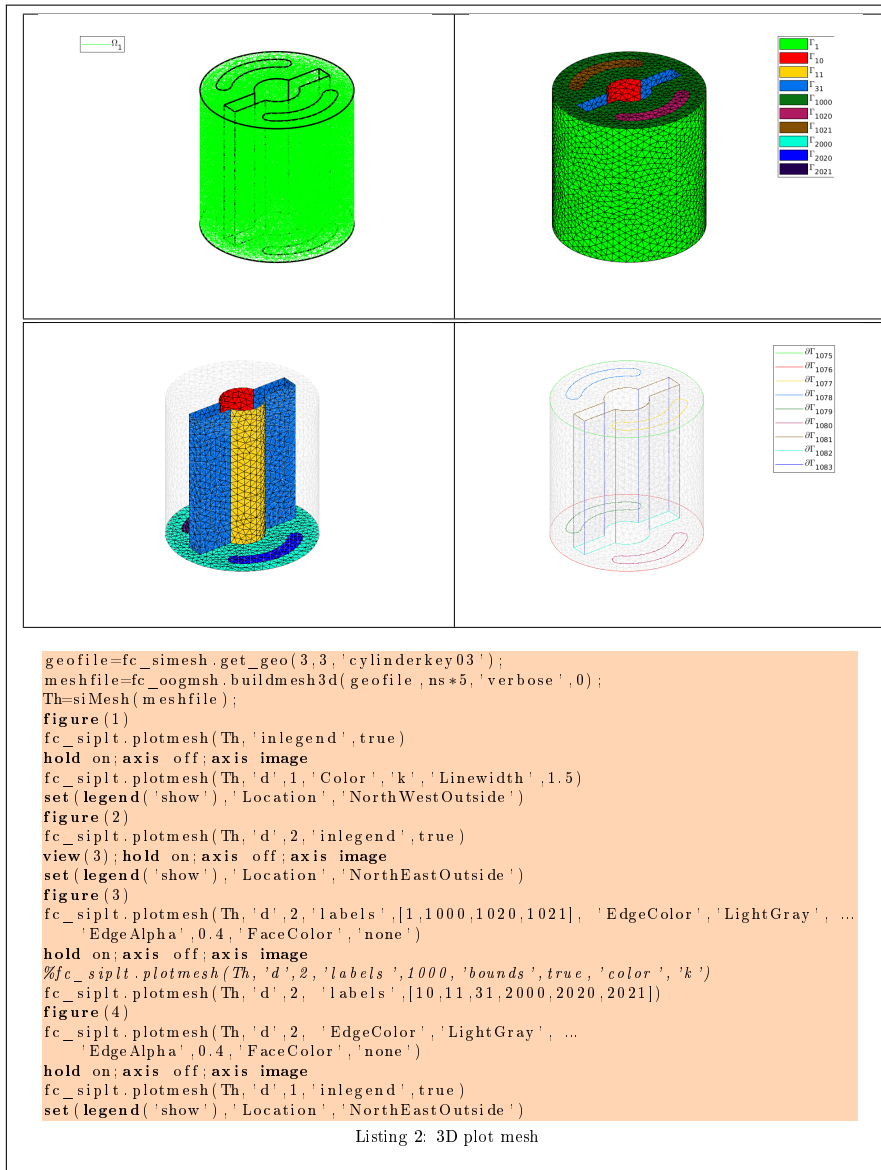 Ω1
Γ1
Γ10
Γ11
Γ31
Γ1000
Γ1020
Γ1021
Γ2000
Γ2020
Γ2021
∂Γ1075
∂Γ1076
∂Γ1077
∂Γ1078
∂Γ1079
∂Γ1080
∂Γ1081
∂Γ1082
∂Γ1083
geofile=fc_simesh.get_geo(3,3,'cylinderkey03');
meshfile=fc_oogmsh.buildmesh3d(geofile,ns*5,'verbose',0);
Th=siMesh(meshfile);
figure(1)
fc_siplt.plotmesh(Th,'inlegend',true)
hold on;axis off;axis image
fc_siplt.plotmesh(Th,'d',1,'Color','k','Linewidth',1.5)
set(legend('show'),'Location','NorthWestOutside')
figure(2)
fc_siplt.plotmesh(Th,'d',2,'inlegend',true)
view(3);hold on;axis off;axis image
set(legend('show'),'Location','NorthEastOutside')
figure(3)
fc_siplt.plotmesh(Th,'d',2,'labels',[1,1000,1020,1021], 'EdgeColor','LightGray', ...
'EdgeAlpha',0.4,'FaceColor','none')
hold on;axis off;axis image
%fc_siplt.plotmesh(Th,'d',2,'labels',1000,'bounds',true,'color','k')
fc_siplt.plotmesh(Th,'d',2, 'labels',[10,11,31,2000,2020,2021])
figure(4)
fc_siplt.plotmesh(Th,'d',2, 'EdgeColor','LightGray', ...
'EdgeAlpha',0.4,'FaceColor','none')
hold on;axis off;axis image
fc_siplt.plotmesh(Th,'d',1,'inlegend',true)
set(legend('show'),'Location','NorthEastOutside')
Listing 2: 3D plot mesh